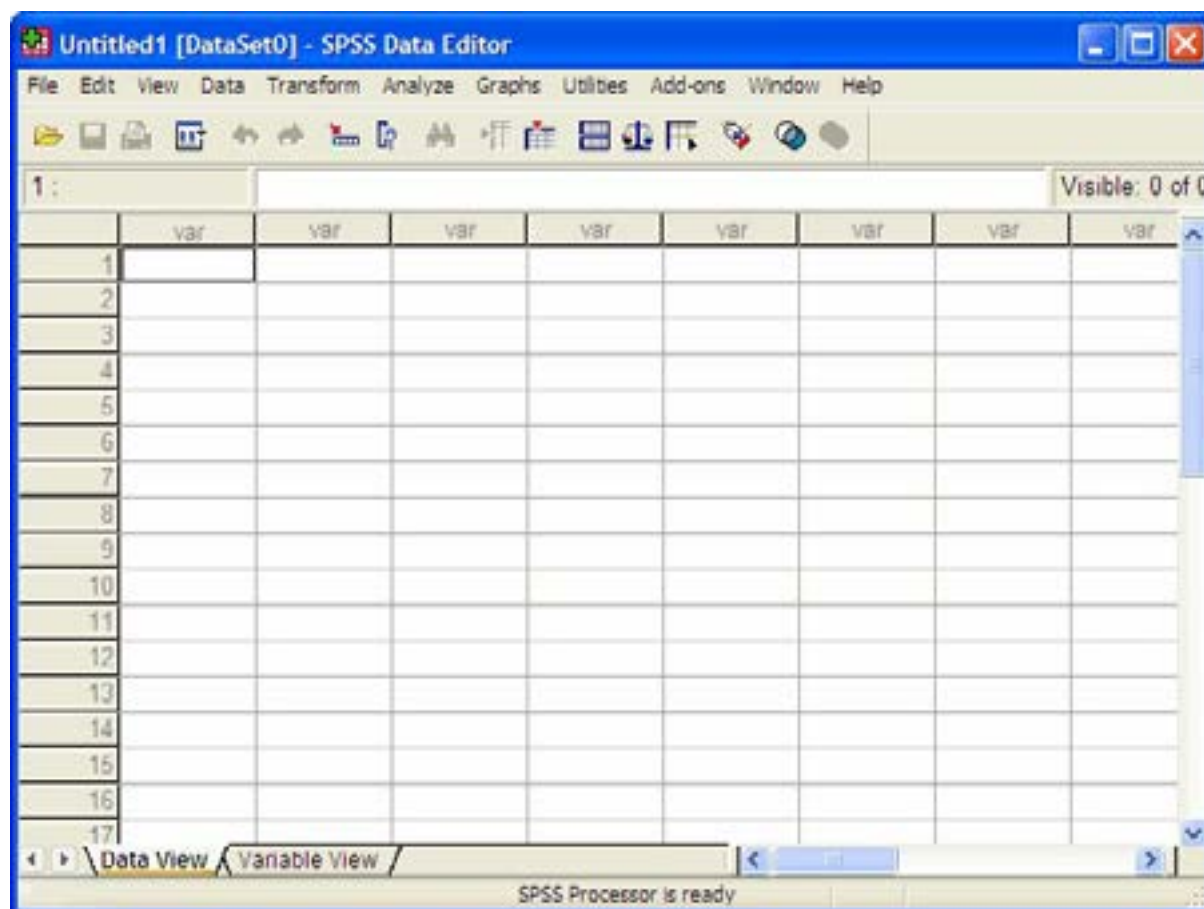 Untitled1 [DataSet0] - SPSS Data Editor
File Edit View Data Transform Analyze Graphs Utilities Add-ons Window Help
1 : Visible: 0 of 0
var var var var var var var var
1
2
3
4
5
6
7
8
9
10
11
12
13
14
15
16
17
Data View Variable View
SPSS Processor is ready